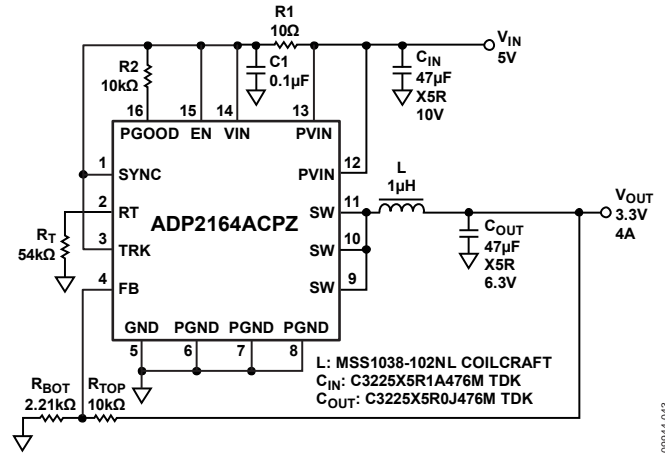 R1
10Ω
VIN
5V
R2
10kΩ
C1
0.1µF
CIN
47µF
X5R
10V
16
15
14
13
PGOOD
EN
VIN
PVIN
1
SYNC
PVIN
12
2
RT
SW
11
L
1µH
VOUT
3.3V
4A
ADP2164ACPZ
RT
54kΩ
3
TRK
SW
10
COUT
47µF
X5R
6.3V
4
FB
SW
9
GND
PGND
PGND
PGND
5
6
7
8
L: MSS1038-102NL COILCRAFT
CIN: C3225X5R1A476M TDK
COUT: C3225X5R0J476M TDK
RBOT
2.21kΩ
RTOP
10kΩ
09944-043